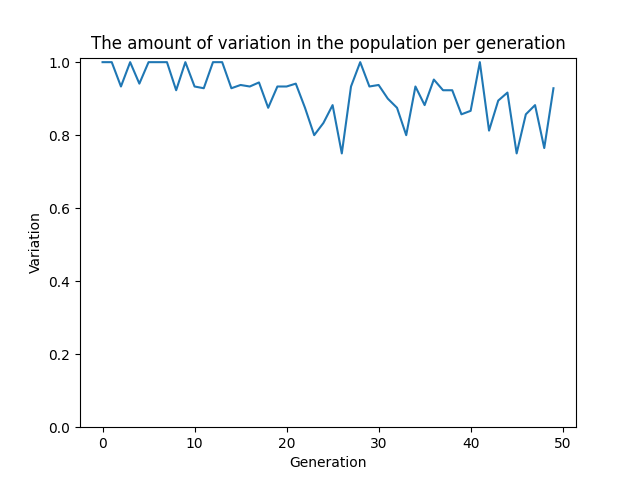 The amount of variation in the population per generation
1.0
0.8
0.6
0.4
0.2
0.0
Variation
0 10 20 30 40 50
Generation